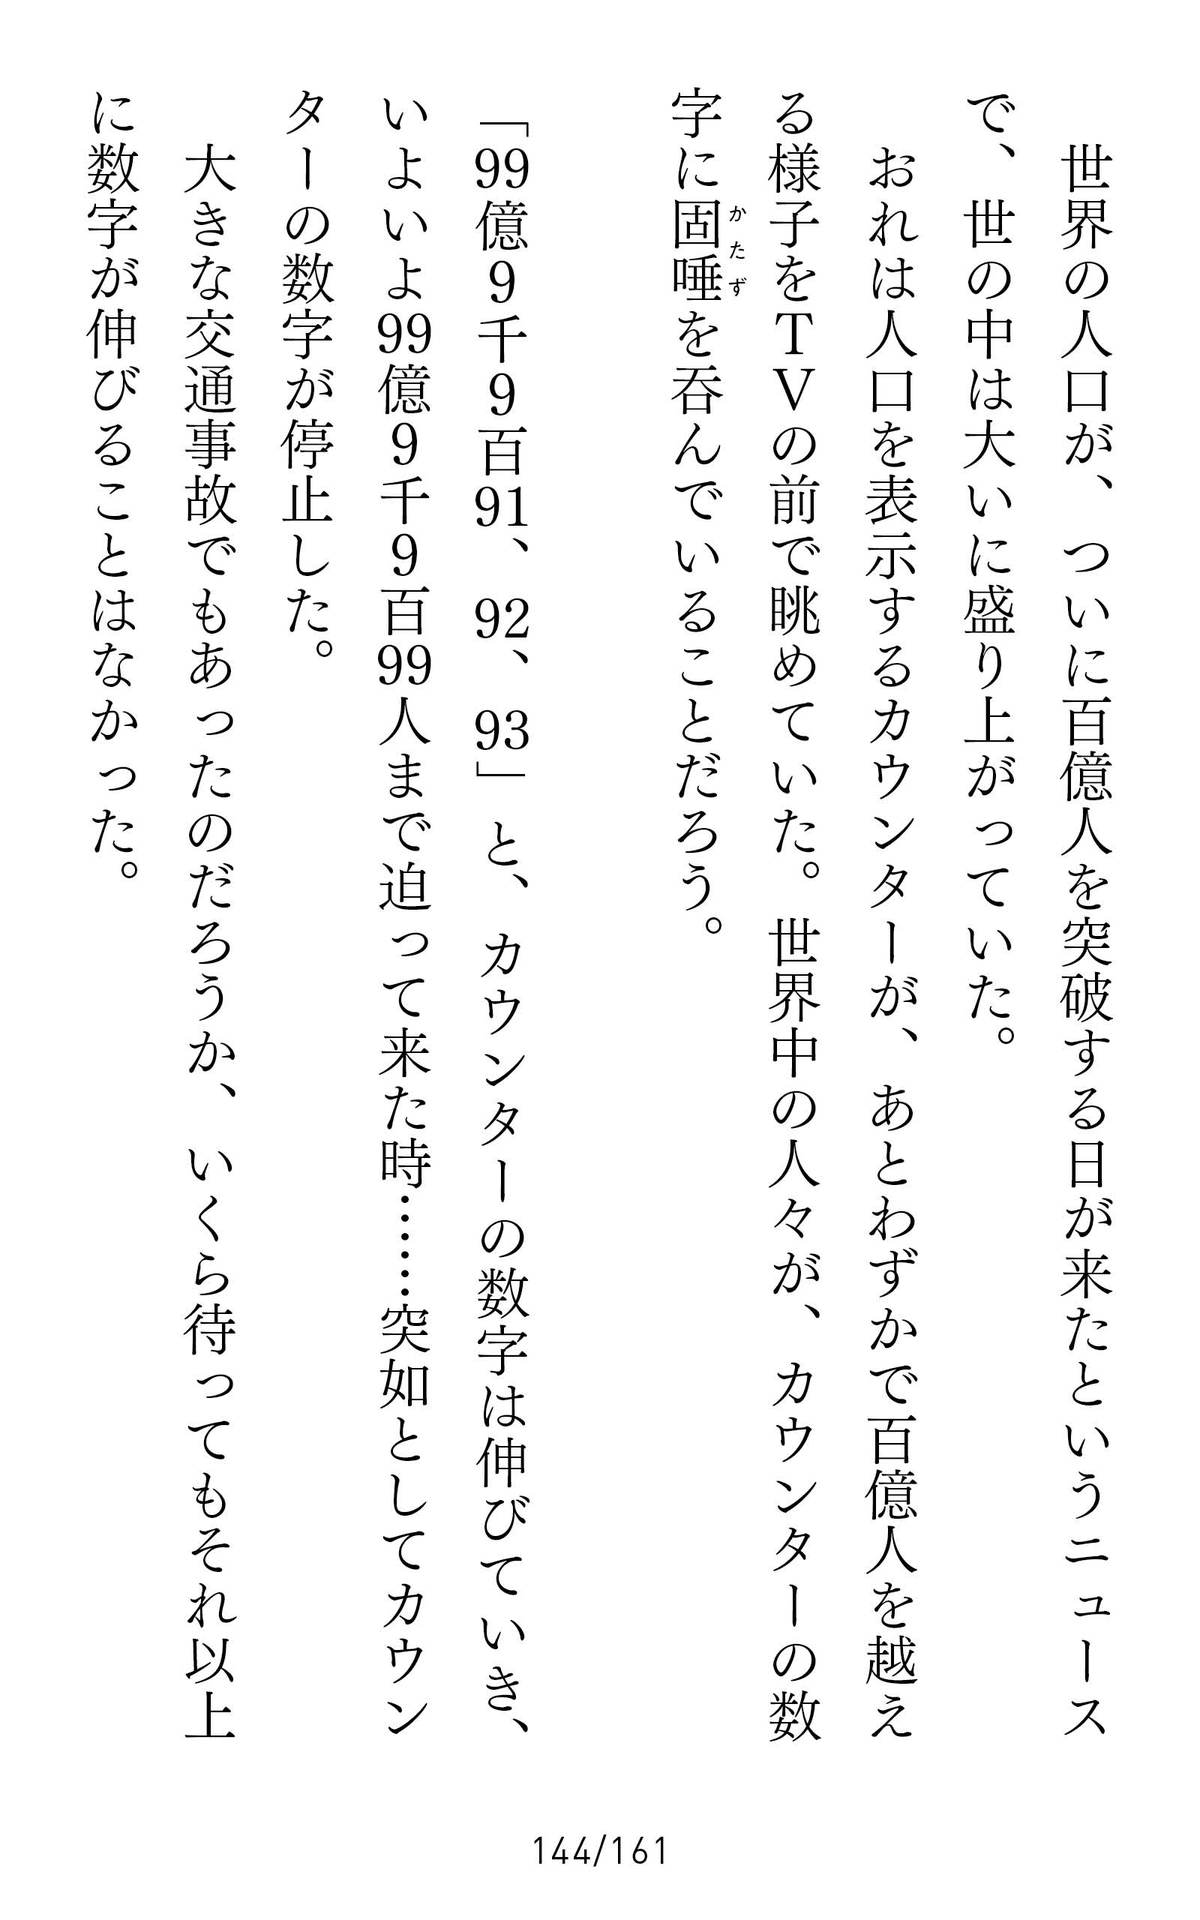 世界の人口が、ついに百億人を突破する日が来たというニュース
で、世の中は大いに盛り上がっていた。
　おれは人口を表示するカウンターが、あとわずかで百億人を越え
る様子をＴＶの前で眺めていた。世界中の人々が、カウンターの数
字に固唾を呑んでいることだろう。
かたず
「99億9千9百91、92、93」と、カウンターの数字は伸びていき、
いよいよ99億9千9百99人まで迫って来た時……突如としてカウン
ターの数字が停止した。
　大きな交通事故でもあったのだろうか、いくら待ってもそれ以上
に数字が伸びることはなかった。
144/161